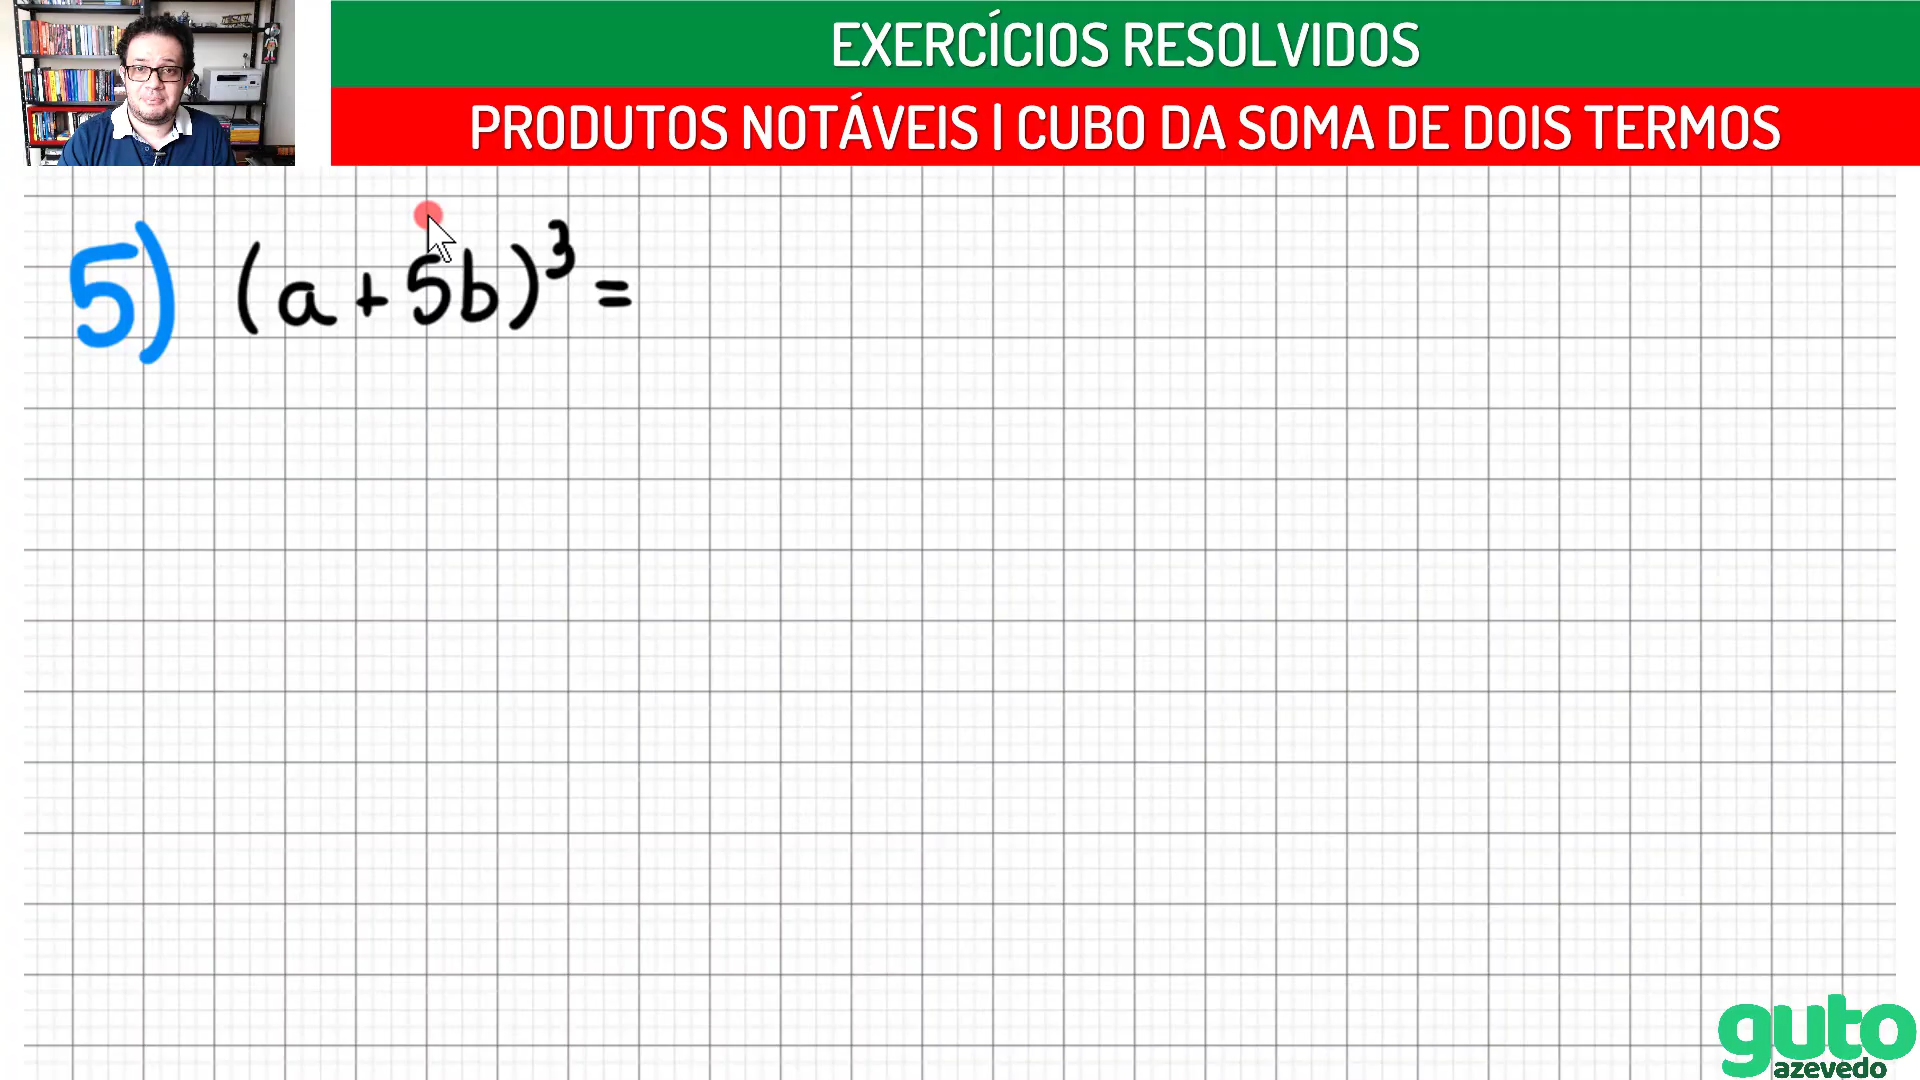 EXERCÍCIOS RESOLVIDOS
PRODUTOS NOTÁVEIS | CUBO DA SOMA DE DOIS TERMOS
5) (a + 5b)³ =
guto
azevedo